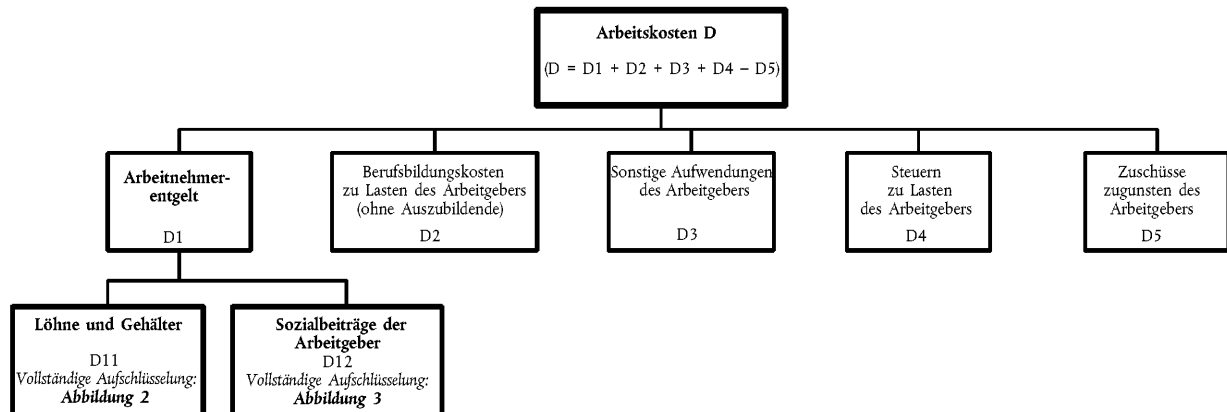 Arbeitskosten D
(D = D1 + D2 + D3 + D4 – D5)
Arbeitnehmer-
entgelt
D1
Berufsbildungskosten
zu Lasten des Arbeitgebers
(ohne Auszubildende)
D2
Sonstige Aufwendungen
des Arbeitgebers
D3
Steuern
zu Lasten
des Arbeitgebers
D4
Zuschüsse
zugunsten des
Arbeitgebers
D5
Löhne und Gehälter
D11
Vollständige Aufschlüsselung:
Abbildung 2
Sozialbeiträge der
Arbeitgeber
D12
Vollständige Aufschlüsselung:
Abbildung 3